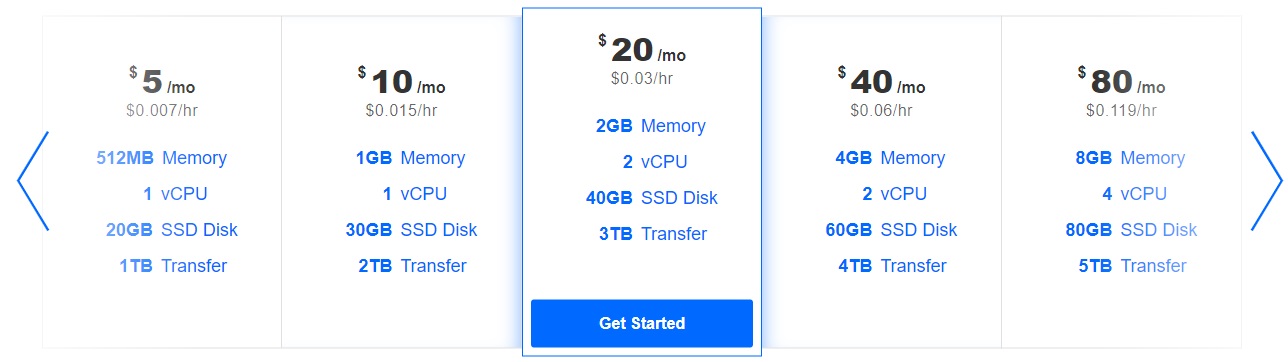 $ 5 /mo
$0.007/hr
512MB Memory
1 vCPU
20GB SSD Disk
1TB Transfer
$ 10 /mo
$0.015/hr
1GB Memory
1 vCPU
30GB SSD Disk
2TB Transfer
$ 20 /mo
$0.03/hr
2GB Memory
2 vCPU
40GB SSD Disk
3TB Transfer
Get Started
$ 40 /mo
$0.06/hr
4GB Memory
2 vCPU
60GB SSD Disk
4TB Transfer
$ 80 /mo
$0.119/hr
8GB Memory
4 vCPU
80GB SSD Disk
5TB Transfer